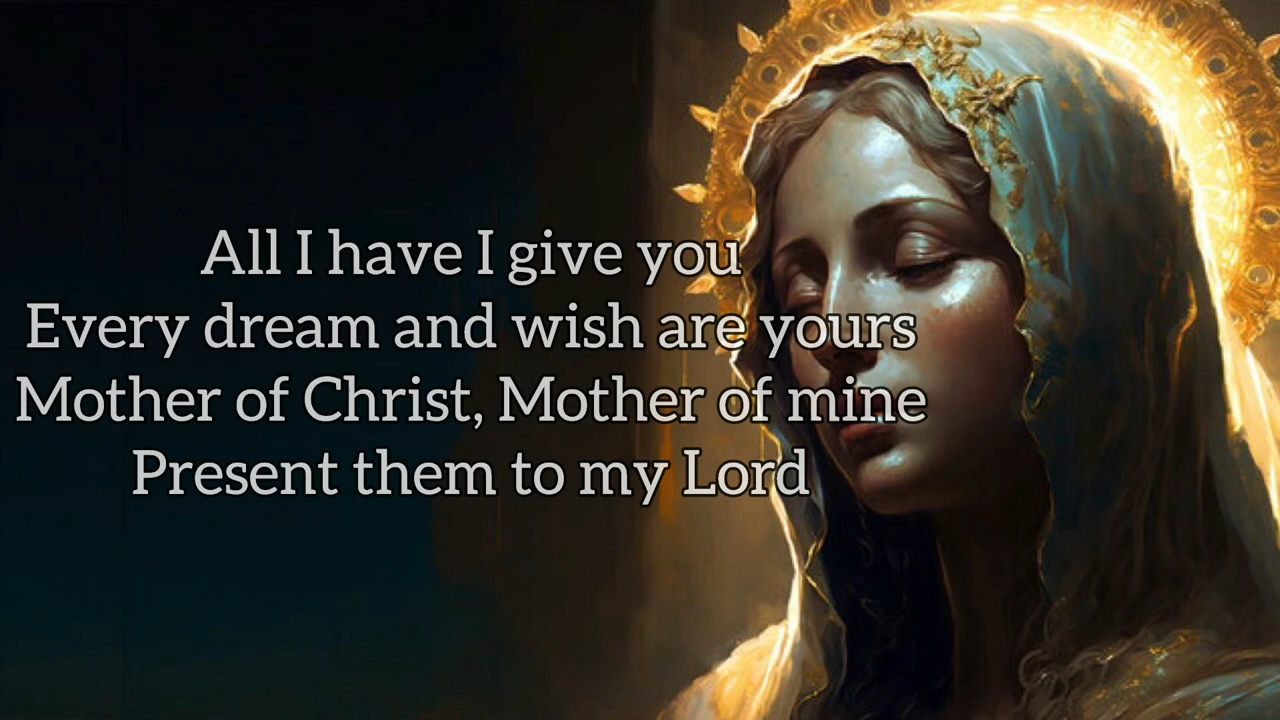 All I have I give you
Every dream and wish are yours
Mother of Christ, Mother of mine
Present them to my Lord